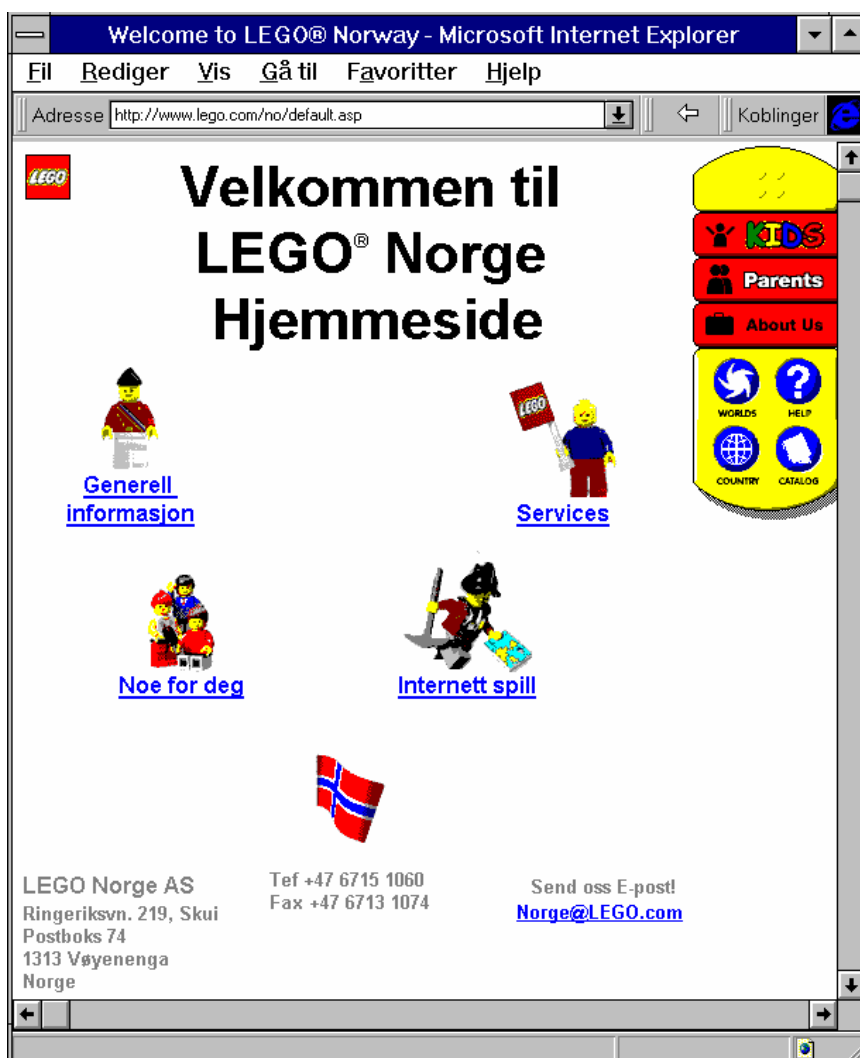 Welcome to LEGO® Norway - Microsoft Internet Explorer
Fil Rediger Vis Gå til Favoritter Hjelp
Adresse http://www.lego.com/no/default.asp Koblinger
LEGO
Velkommen til
LEGO® Norge
Hjemmeside
KIDS
Parents
About Us
WORLDS HELP
COUNTRY CATALOG
LEGO
Generell
informasjon
Services
Noe for deg
Internett spill
LEGO Norge AS
Ringeriksvn. 219, Skui
Postboks 74
1313 Vøyenenga
Norge
Tef +47 6715 1060
Fax +47 6713 1074
Send oss E-post!
Norge@LEGO.com